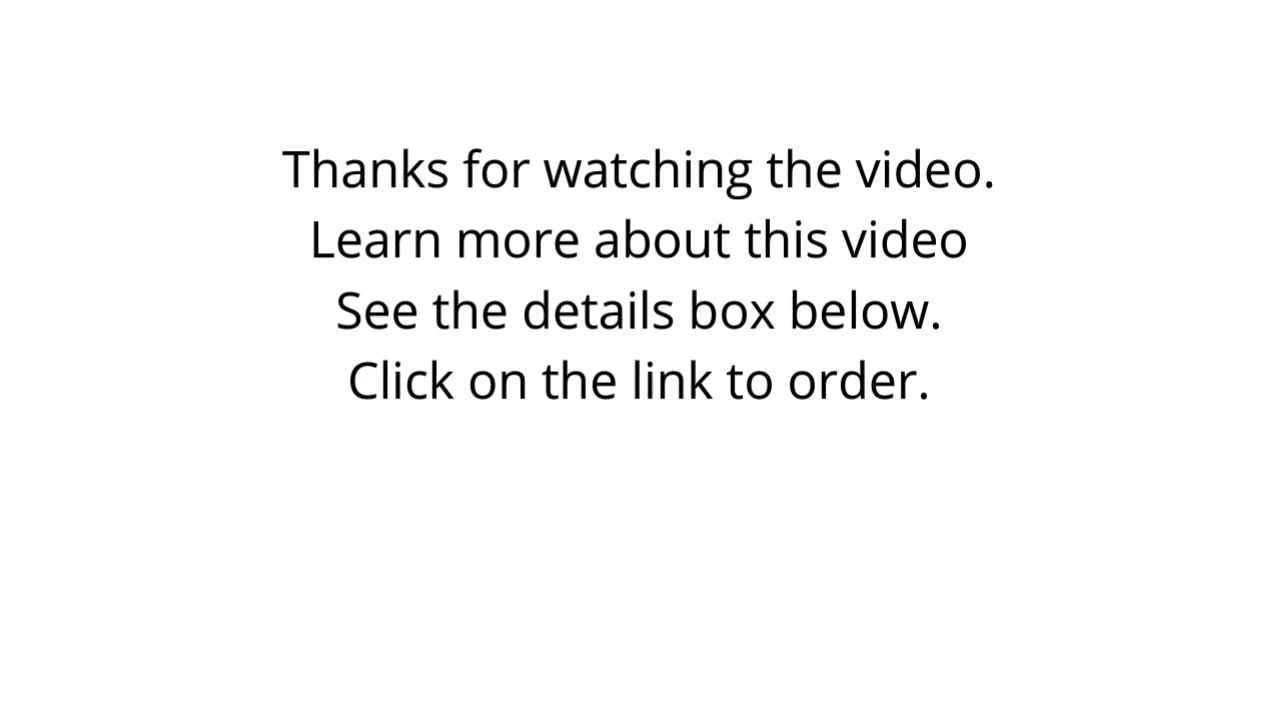 Thanks for watching the video.
Learn more about this video
See the details box below.
Click on the link to order.